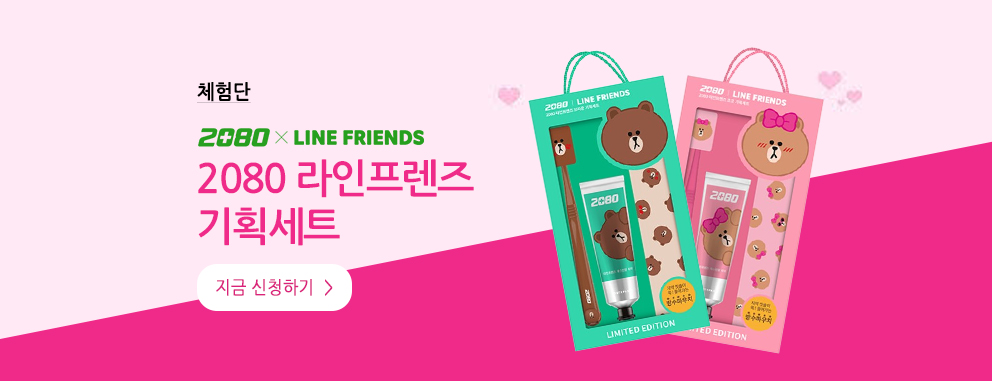 체험단
2080 × LINE FRIENDS
2080 라인프렌즈
기획세트
지금 신청하기 >
2080 | LINE FRIENDS
2080
LIMITED EDITION
2080 | LINE FRIENDS
2080
LIMITED EDITION